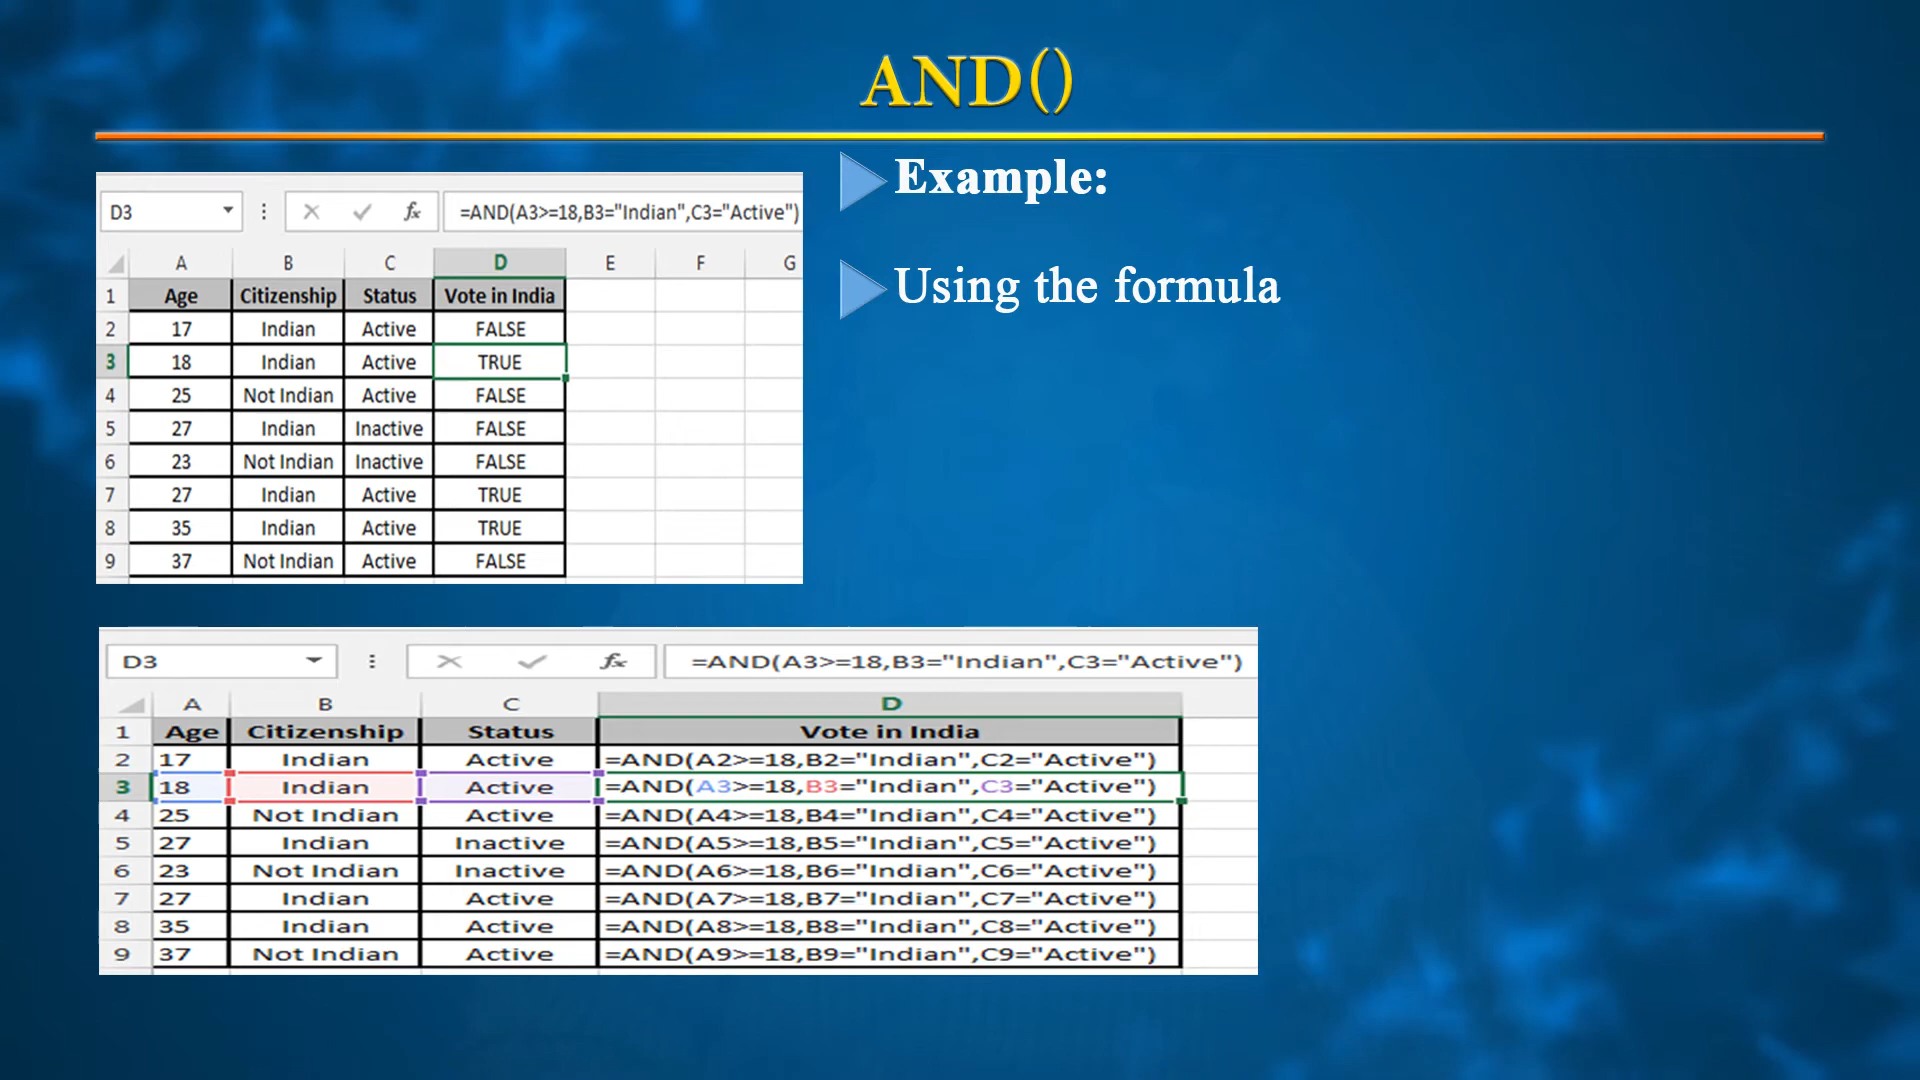 AND()
Example:
Using the formula
D3 fx =AND(A3>=18,B3="Indian",C3="Active")
A B C D E F G
1 Age Citizenship Status Vote in India
2 17 Indian Active FALSE
3 18 Indian Active TRUE
4 25 Not Indian Active FALSE
5 27 Indian Inactive FALSE
6 23 Not Indian Inactive FALSE
7 27 Indian Active TRUE
8 35 Indian Active TRUE
9 37 Not Indian Active FALSE
D3 fx =AND(A3>=18,B3="Indian",C3="Active")
A B C D
1 Age Citizenship Status Vote in India
2 17 Indian Active =AND(A2>=18,B2="Indian",C2="Active")
3 18 Indian Active =AND(A3>=18,B3="Indian",C3="Active")
4 25 Not Indian Active =AND(A4>=18,B4="Indian",C4="Active")
5 27 Indian Inactive =AND(A5>=18,B5="Indian",C5="Active")
6 23 Not Indian Inactive =AND(A6>=18,B6="Indian",C6="Active")
7 27 Indian Active =AND(A7>=18,B7="Indian",C7="Active")
8 35 Indian Active =AND(A8>=18,B8="Indian",C8="Active")
9 37 Not Indian Active =AND(A9>=18,B9="Indian",C9="Active")